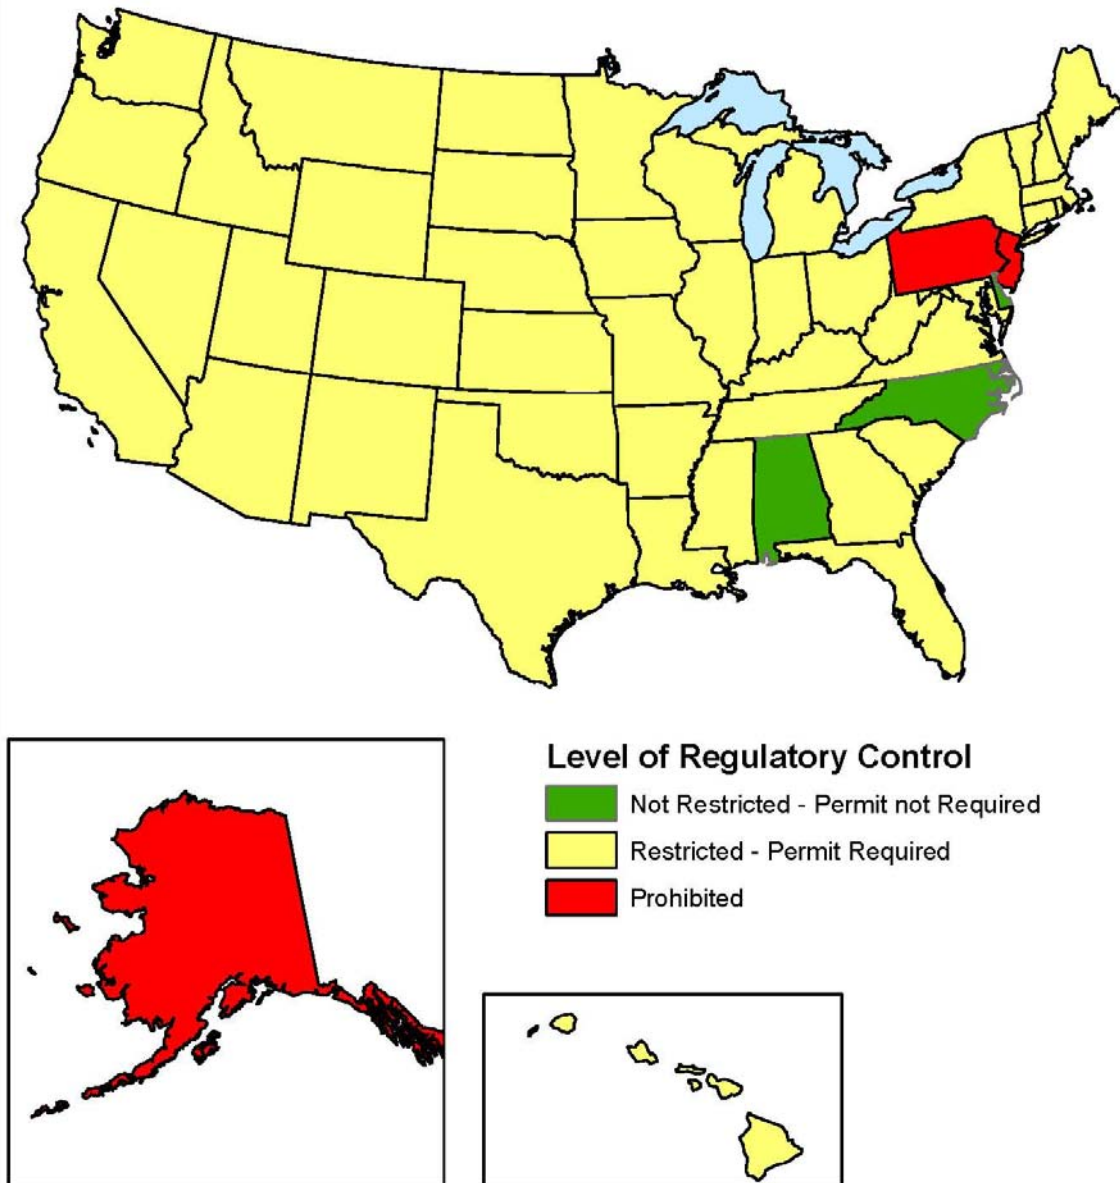 Level of Regulatory Control
Not Restricted - Permit not Required
Restricted - Permit Required
Prohibited